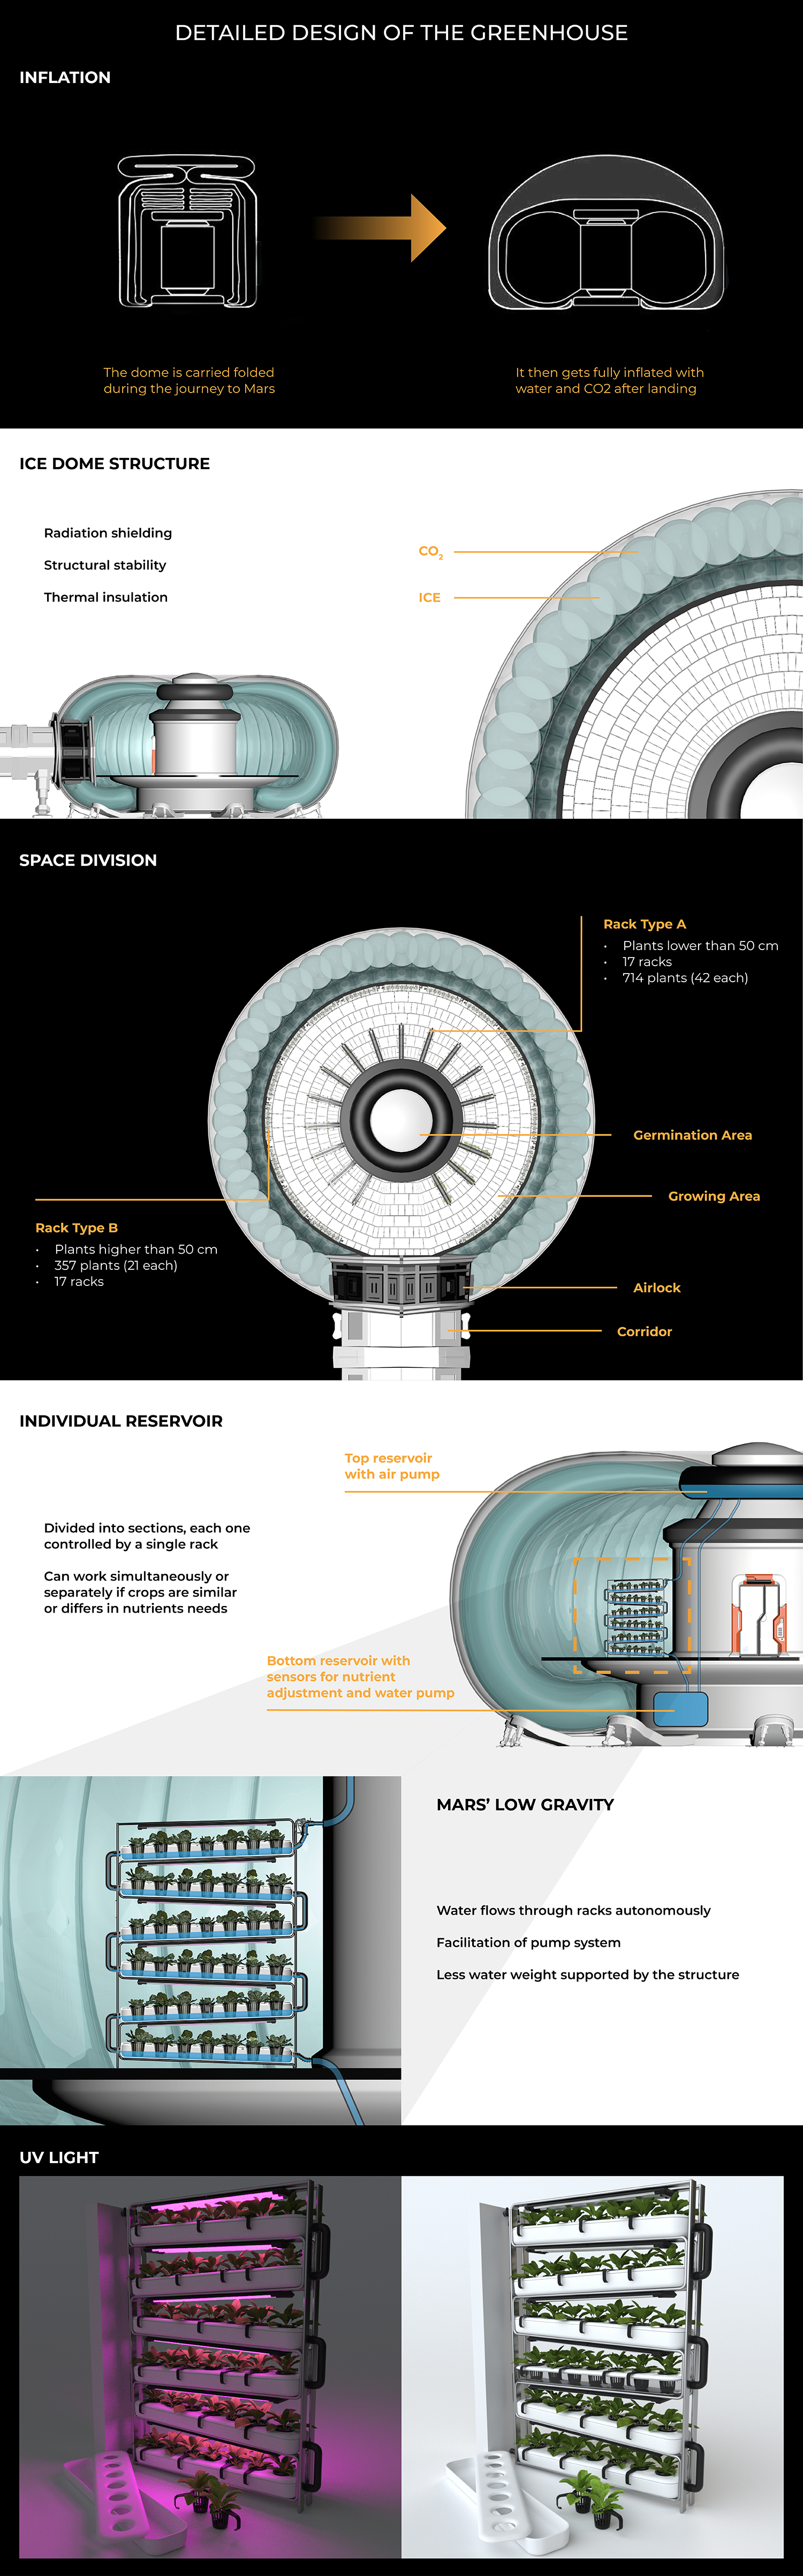 DETAILED DESIGN OF THE GREENHOUSE
INFLATION
The dome is carried folded
during the journey to Mars
It then gets fully inflated with
water and CO2 after landing
ICE DOME STRUCTURE
Radiation shielding
Structural stability
Thermal insulation
CO2
ICE
SPACE DIVISION
Rack Type A
• Plants lower than 50 cm
• 17 racks
• 714 plants (42 each)
Germination Area
Growing Area
Rack Type B
• Plants higher than 50 cm
• 357 plants (21 each)
• 17 racks
Airlock
Corridor
INDIVIDUAL RESERVOIR
Top reservoir
with air pump
Divided into sections, each one
controlled by a single rack
Can work simultaneously or
separately if crops are similar
or differs in nutrients needs
Bottom reservoir with
sensors for nutrient
adjustment and water pump
MARS’ LOW GRAVITY
Water flows through racks autonomously
Facilitation of pump system
Less water weight supported by the structure
UV LIGHT